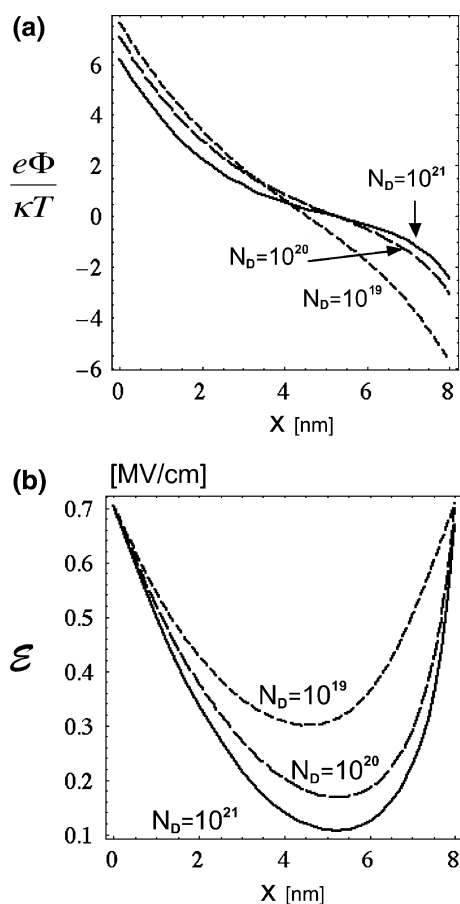 (a)
6
4
2
0
−2
−4
−6
eΦ
κT
N_D=10^21
N_D=10^20
N_D=10^19
0 2 4 6 8
x [nm]
(b) [MV/cm]
0.7
0.6
0.5
0.4
0.3
0.2
0.1
ℰ
N_D=10^19
N_D=10^20
N_D=10^21
0 2 4 6 8
x [nm]